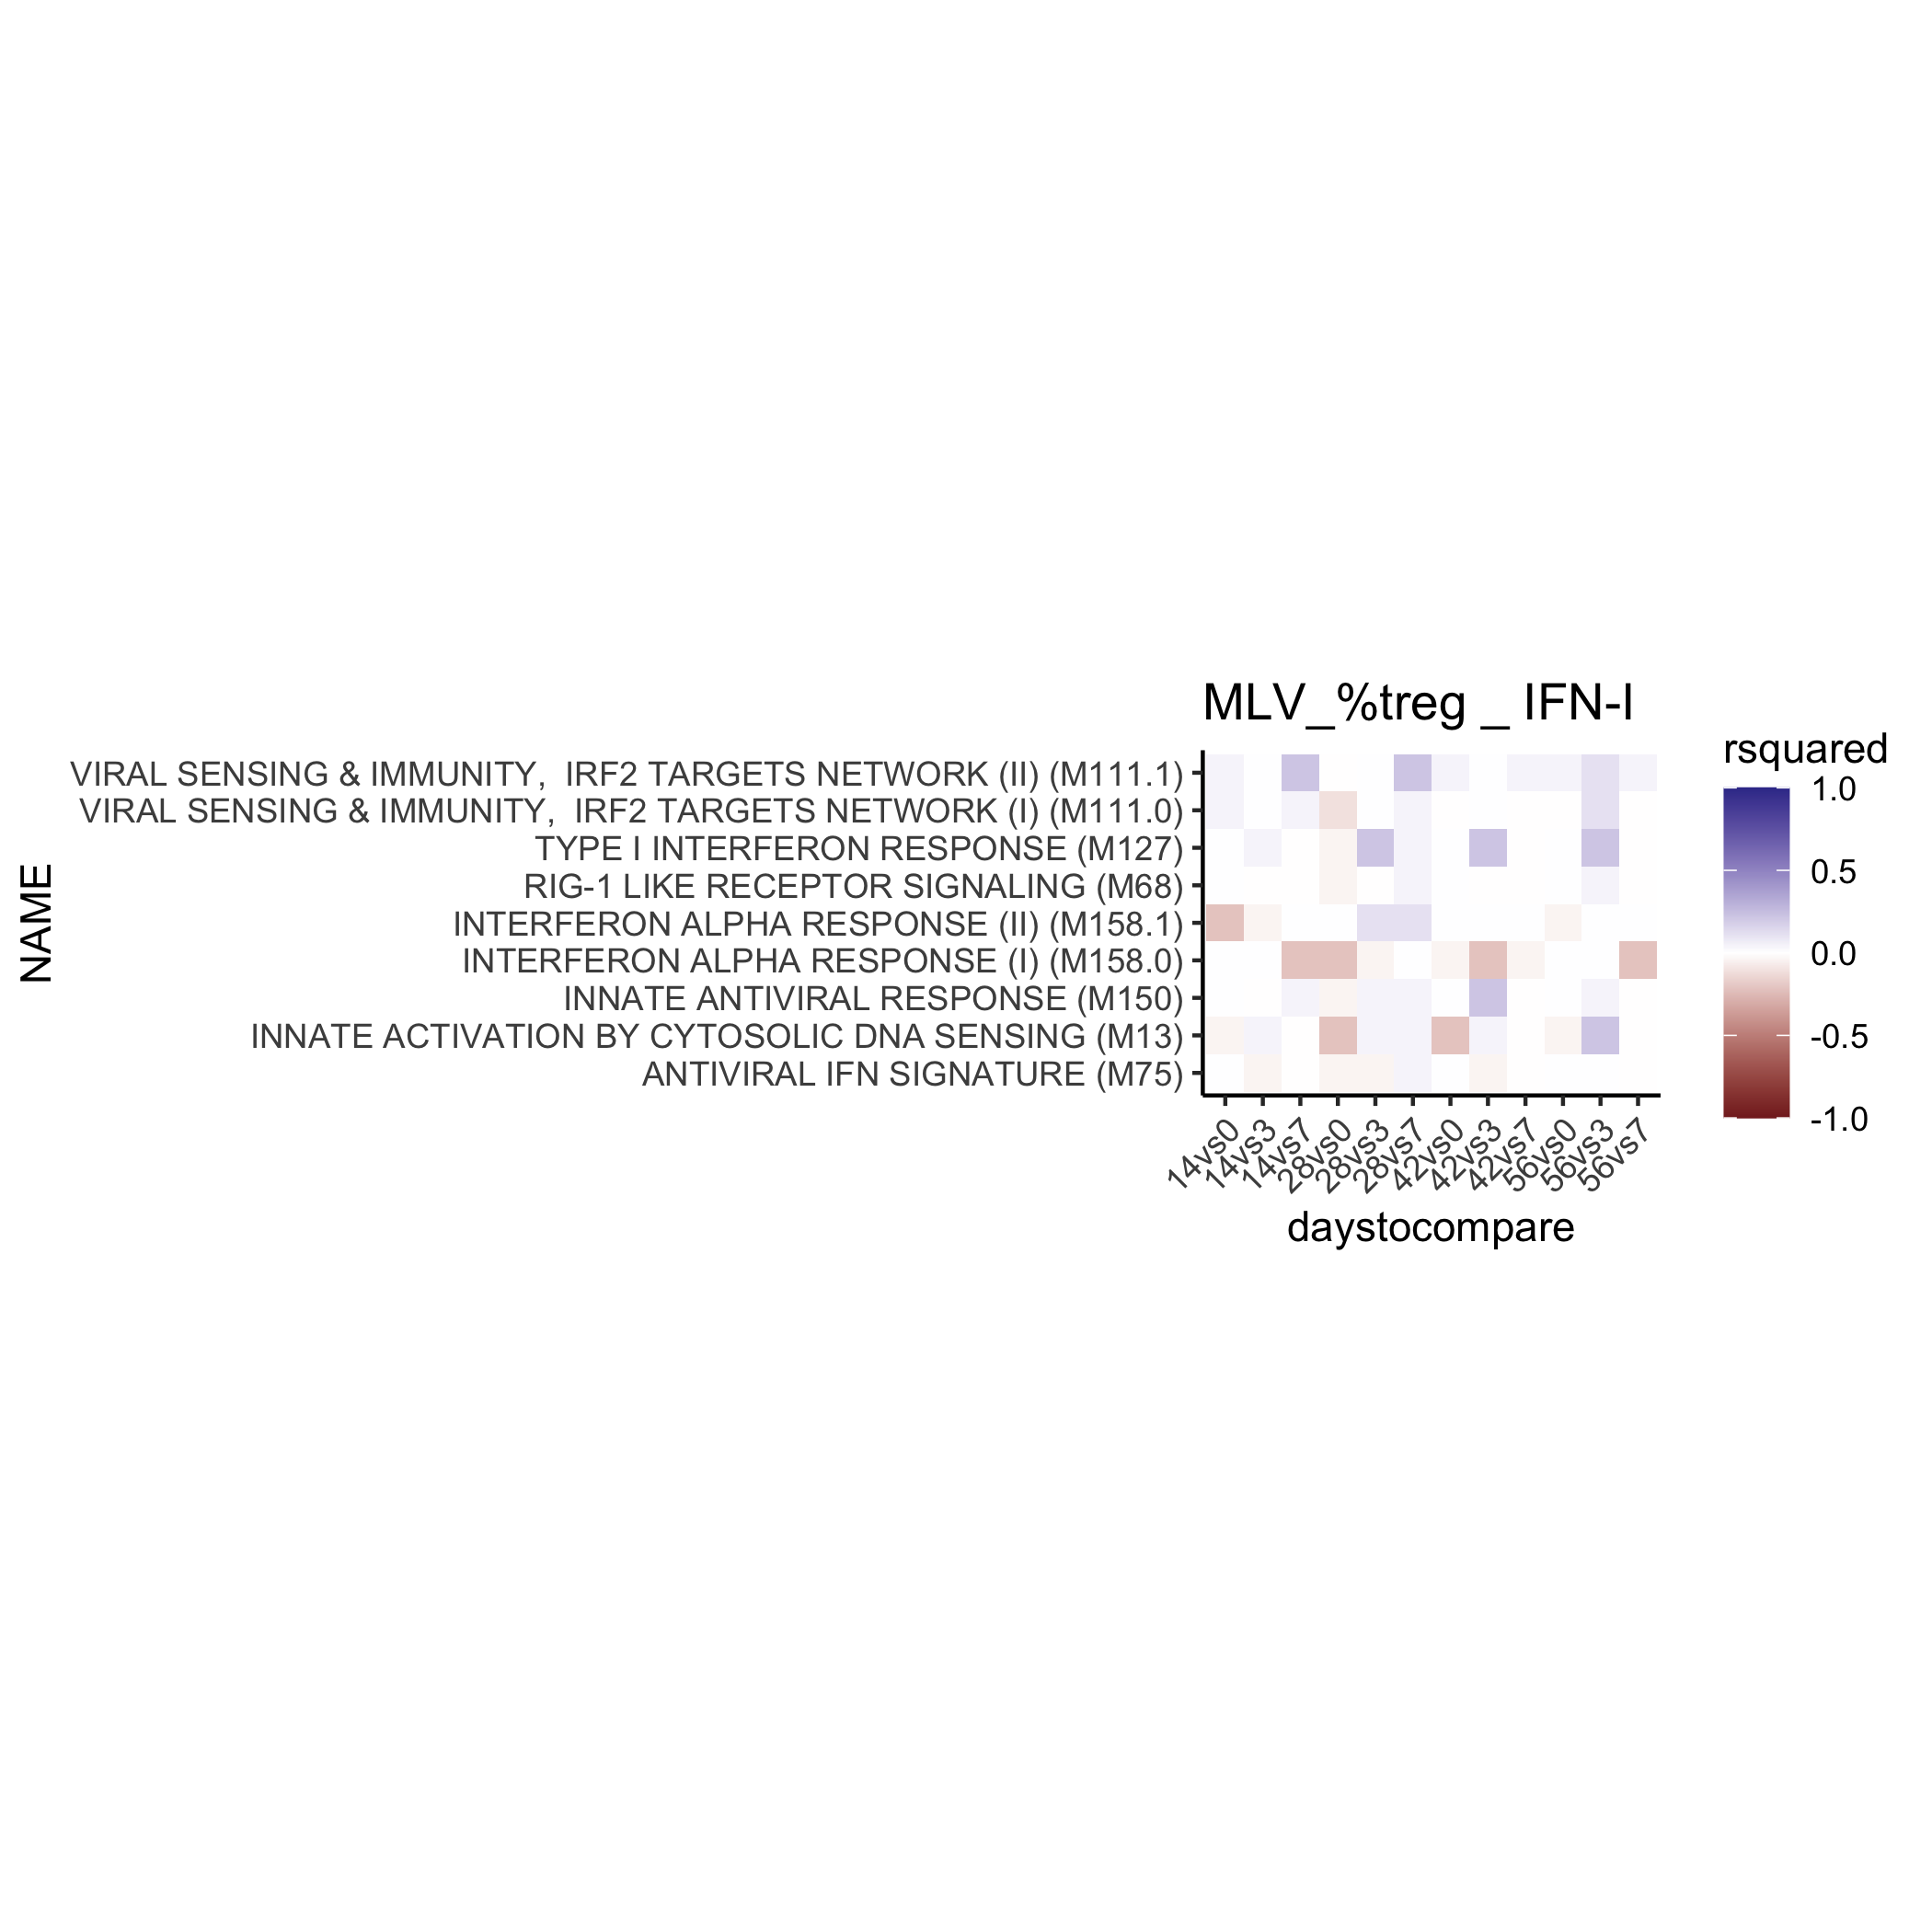 MLV_%treg _ IFN-I
NAME
VIRAL SENSING & IMMUNITY,  IRF2 TARGETS NETWORK (II) (M111.1)
VIRAL SENSING & IMMUNITY,  IRF2 TARGETS NETWORK (I) (M111.0)
TYPE I INTERFERON RESPONSE (M127)
RIG-1 LIKE RECEPTOR SIGNALING (M68)
INTERFERON ALPHA RESPONSE (II) (M158.1)
INTERFERON ALPHA RESPONSE (I) (M158.0)
INNATE ANTIVIRAL RESPONSE (M150)
INNATE ACTIVATION BY CYTOSOLIC DNA SENSING (M13)
ANTIVIRAL IFN SIGNATURE (M75)
14vs0
14vs3
14vs7
28vs0
28vs3
28vs7
42vs0
42vs3
42vs7
56vs0
56vs3
56vs7
daystocompare
rsquared
1.0
0.5
0.0
-0.5
-1.0